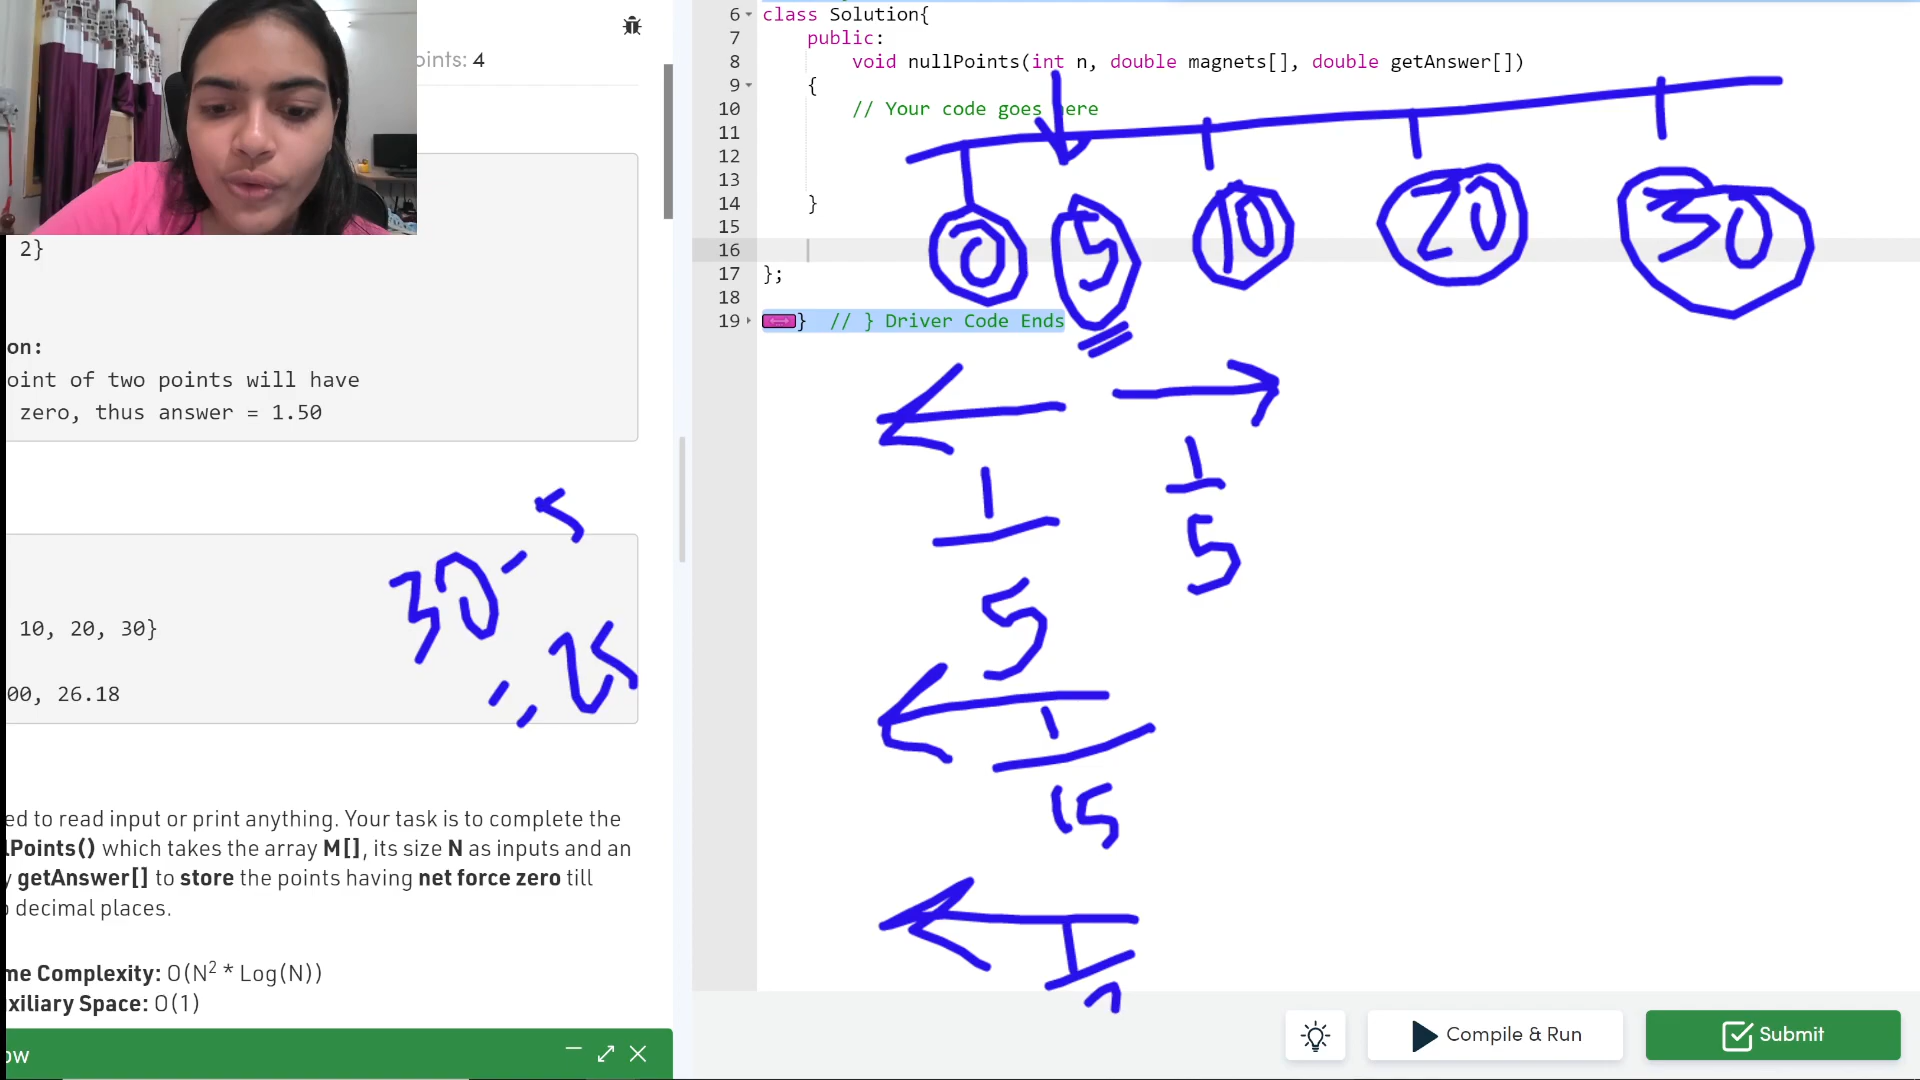 oints: 4
2}
on:
oint of two points will have
zero, thus answer = 1.50
10, 20, 30}
00, 26.18
ed to read input or print anything. Your task is to complete the
lPoints() which takes the array M[], its size N as inputs and an
y getAnswer[] to store the points having net force zero till
o decimal places.
me Complexity: O(N² * Log(N))
xiliary Space: O(1)
ow
30 - 5
= 25
6 class Solution{
7 public:
8 void nullPoints(int n, double magnets[], double getAnswer[])
9 {
10 // Your code goes here
11
12
13
14 }
15
16
17 };
18
19 } // } Driver Code Ends
0 5 10 20 30
1
5
1
5
1
15
1
Compile & Run
Submit